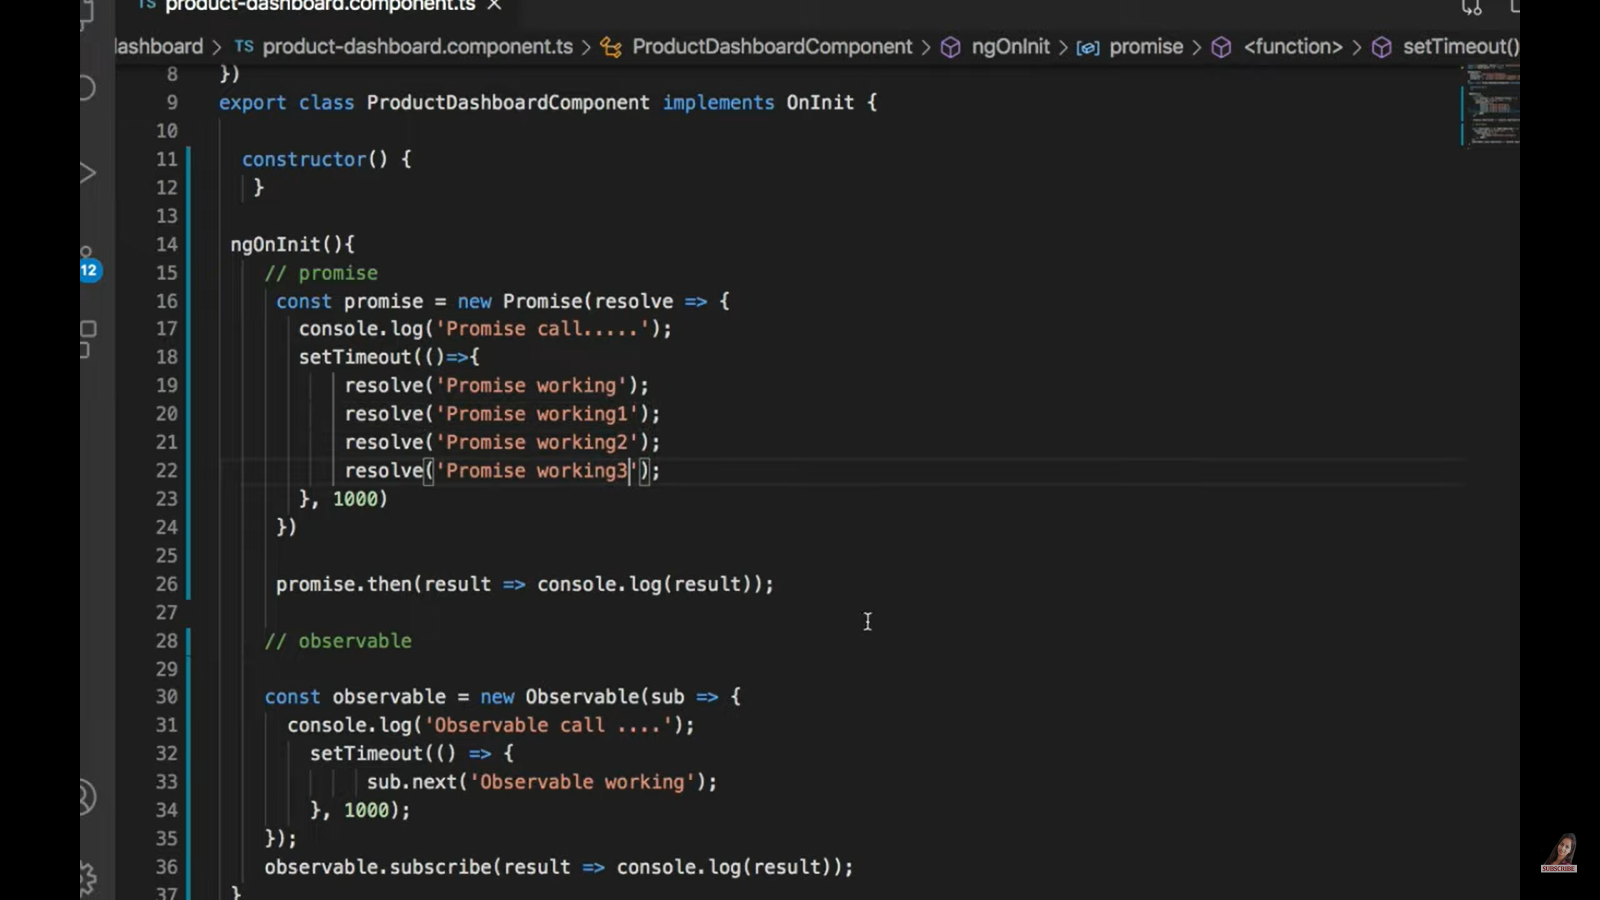 TS product-dashboard.component.ts ×
dashboard > TS product-dashboard.component.ts > ProductDashboardComponent > ngOnInit > promise > <function> > setTimeout()
8 })
9 export class ProductDashboardComponent implements OnInit {
10
11 constructor() {
12 }
13
14 ngOnInit(){
15 // promise
16 const promise = new Promise(resolve => {
17 console.log('Promise call.....');
18 setTimeout(()=>{
19 resolve('Promise working');
20 resolve('Promise working1');
21 resolve('Promise working2');
22 resolve('Promise working3');
23 }, 1000)
24 })
25
26 promise.then(result => console.log(result));
27
28 // observable
29
30 const observable = new Observable(sub => {
31 console.log('Observable call ....');
32 setTimeout(() => {
33 sub.next('Observable working');
34 }, 1000);
35 });
36 observable.subscribe(result => console.log(result));
37 }
12
SUBSCRIBE